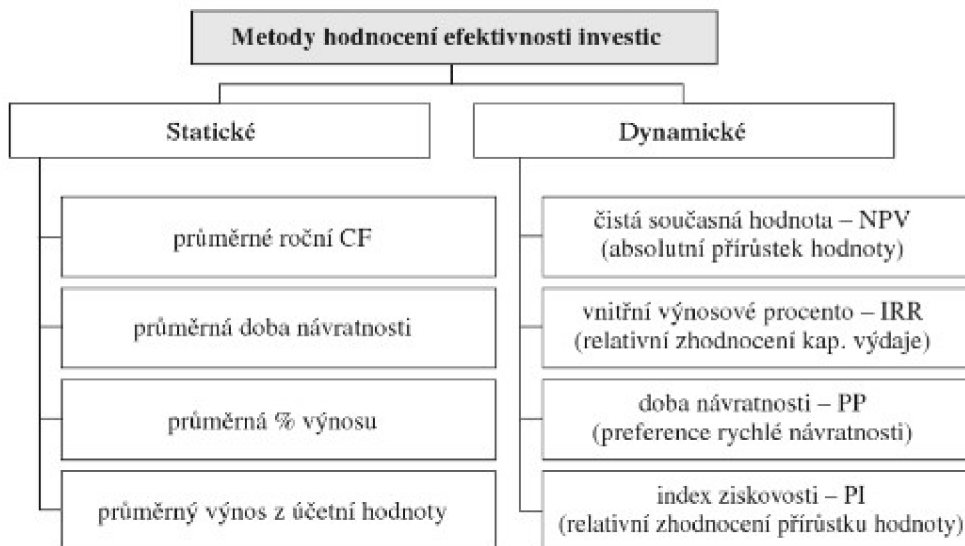 Metody hodnocení efektivnosti investic
Statické
průměrné roční CF
průměrná doba návratnosti
průměrná % výnosu
průměrný výnos z účetní hodnoty
Dynamické
čistá současná hodnota – NPV
(absolutní přírůstek hodnoty)
vnitřní výnosové procento – IRR
(relativní zhodnocení kap. výdaje)
doba návratnosti – PP
(preference rychlé návratnosti)
index ziskovosti – PI
(relativní zhodnocení přírůstku hodnoty)